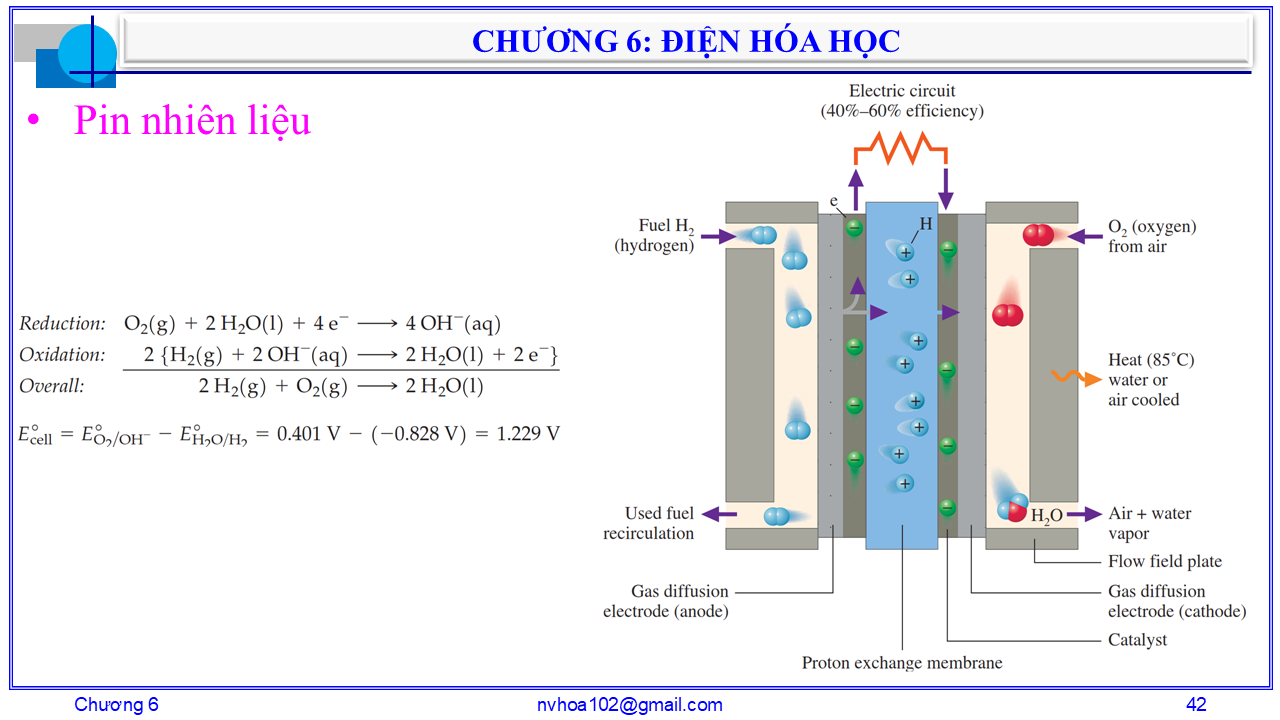 CHƯƠNG 6: ĐIỆN HÓA HỌC
• Pin nhiên liệu
Reduction: O₂(g) + 2 H₂O(l) + 4 e⁻ ⟶ 4 OH⁻(aq)
Oxidation: 2 {H₂(g) + 2 OH⁻(aq) ⟶ 2 H₂O(l) + 2 e⁻}
Overall: 2 H₂(g) + O₂(g) ⟶ 2 H₂O(l)
E°cell = E°O₂/OH⁻ − E°H₂O/H₂ = 0.401 V − (−0.828 V) = 1.229 V
Electric circuit
(40%–60% efficiency)
e
H
Fuel H₂
(hydrogen)
O₂ (oxygen)
from air
Heat (85°C)
water or
air cooled
Used fuel
recirculation
H₂O
Air + water
vapor
Flow field plate
Gas diffusion
electrode (anode)
Gas diffusion
electrode (cathode)
Catalyst
Proton exchange membrane
Chương 6
nvhoa102@gmail.com
42